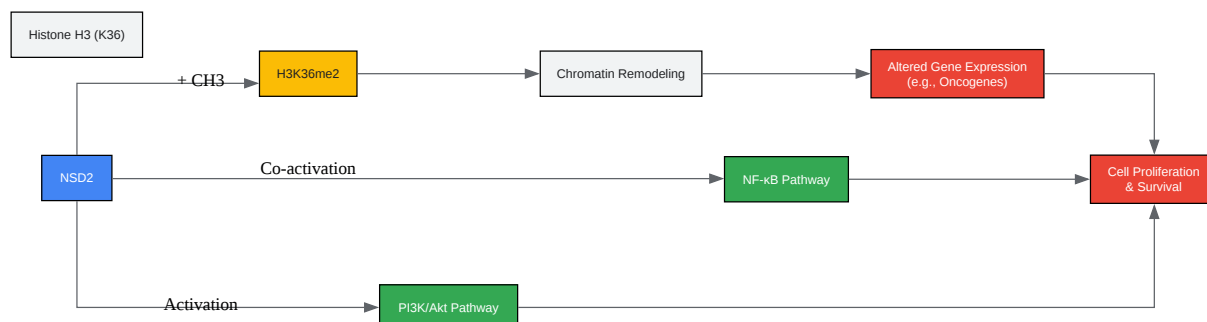 Histone H3 (K36)
+ CH3
H3K36me2
Chromatin Remodeling
Altered Gene Expression
(e.g., Oncogenes)
NSD2
Co-activation
NF-κB Pathway
Cell Proliferation
& Survival
Activation
PI3K/Akt Pathway